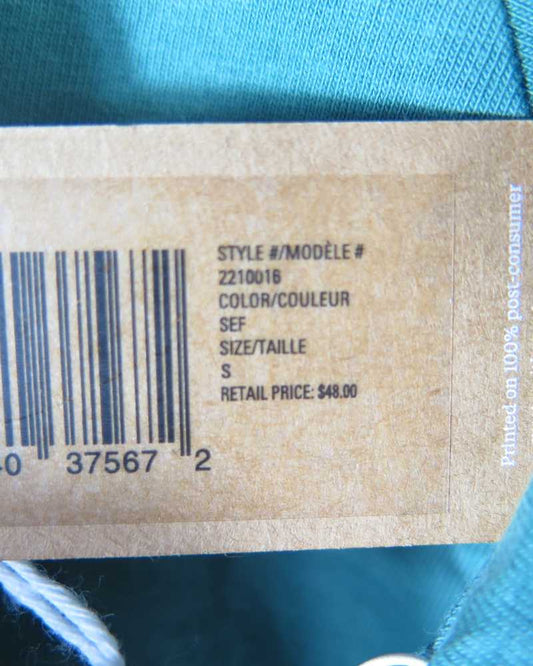 STYLE #/MODÈLE #
2210016
COLOR/COULEUR
SEF
SIZE/TAILLE
S
RETAIL PRICE: $48.00
0 37567 2
Printed on 100% post-consumer